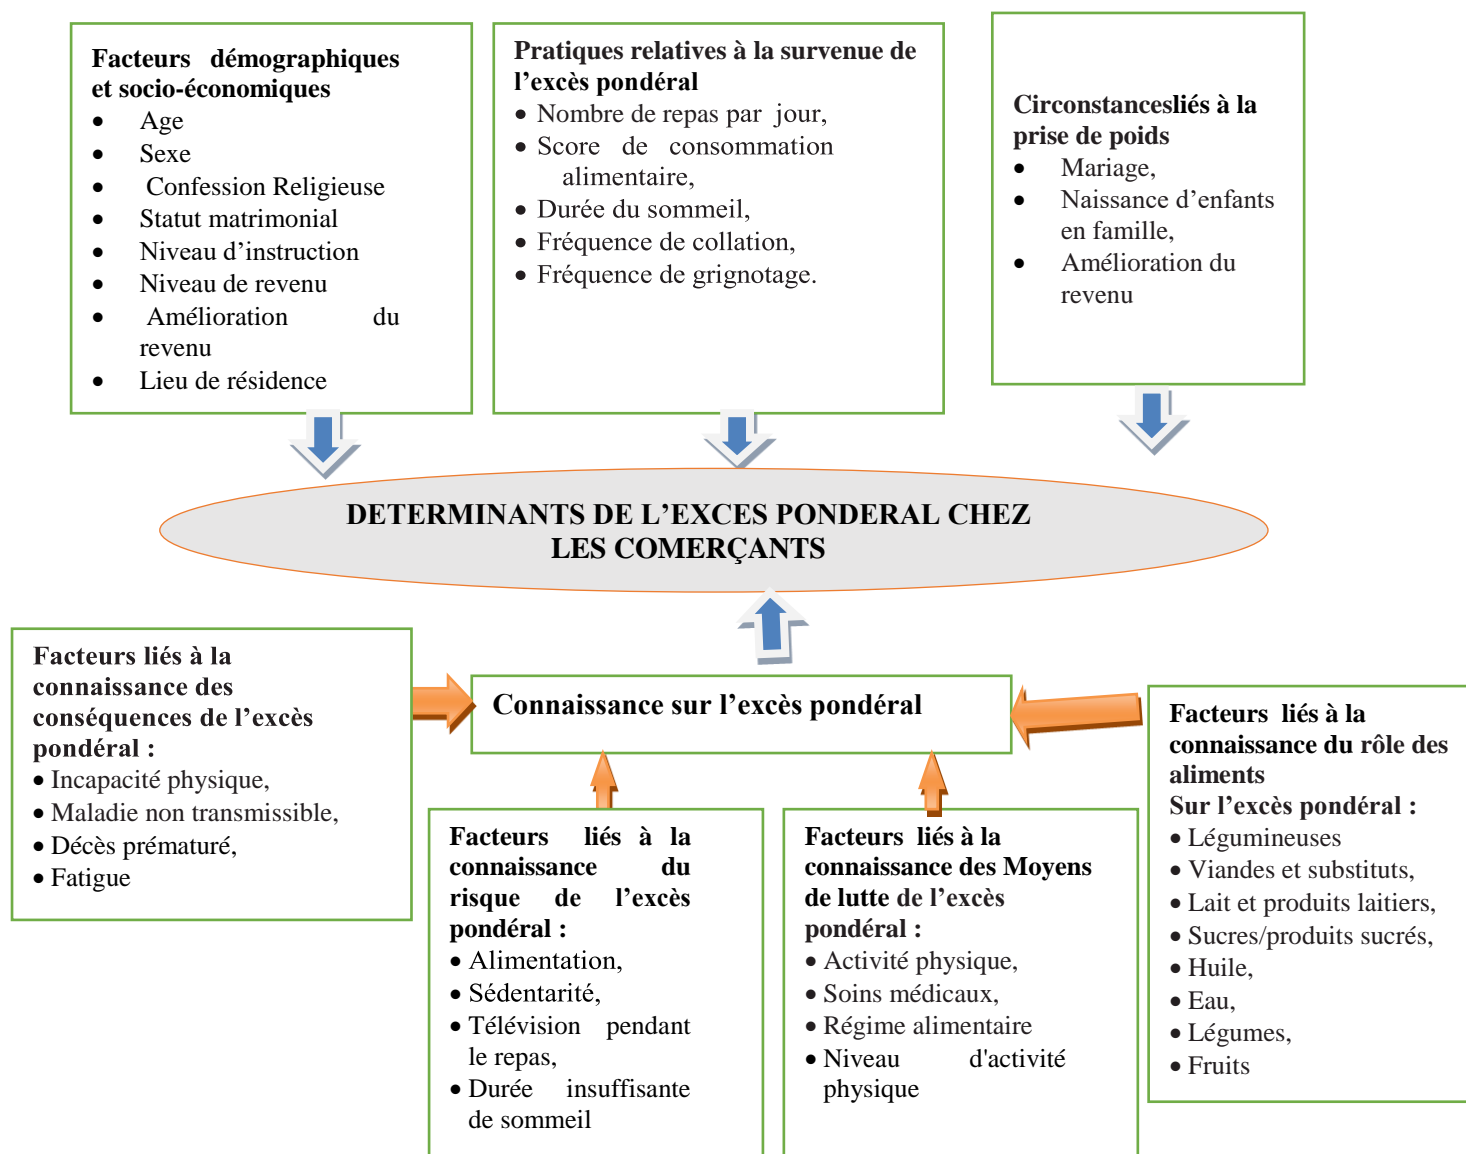 Facteurs démographiques
et socio-économiques
• Age
• Sexe
• Confession Religieuse
• Statut matrimonial
• Niveau d’instruction
• Niveau de revenu
• Amélioration du
revenu
• Lieu de résidence
Pratiques relatives à la survenue de
l’excès pondéral
• Nombre de repas par jour,
• Score de consommation
alimentaire,
• Durée du sommeil,
• Fréquence de collation,
• Fréquence de grignotage.
Circonstancesliés à la
prise de poids
• Mariage,
• Naissance d’enfants
en famille,
• Amélioration du
revenu
DETERMINANTS DE L’EXCES PONDERAL CHEZ
LES COMERÇANTS
Facteurs liés à la
connaissance des
conséquences de l’excès
pondéral :
• Incapacité physique,
• Maladie non transmissible,
• Décès prématuré,
• Fatigue
Connaissance sur l’excès pondéral
Facteurs liés à la
connaissance du
risque de l’excès
pondéral :
• Alimentation,
• Sédentarité,
• Télévision pendant
le repas,
• Durée insuffisante
de sommeil
Facteurs liés à la
connaissance des Moyens
de lutte de l’excès
pondéral :
• Activité physique,
• Soins médicaux,
• Régime alimentaire
• Niveau d'activité
physique
Facteurs liés à la
connaissance du rôle des
aliments
Sur l’excès pondéral :
• Légumineuses
• Viandes et substituts,
• Lait et produits laitiers,
• Sucres/produits sucrés,
• Huile,
• Eau,
• Légumes,
• Fruits